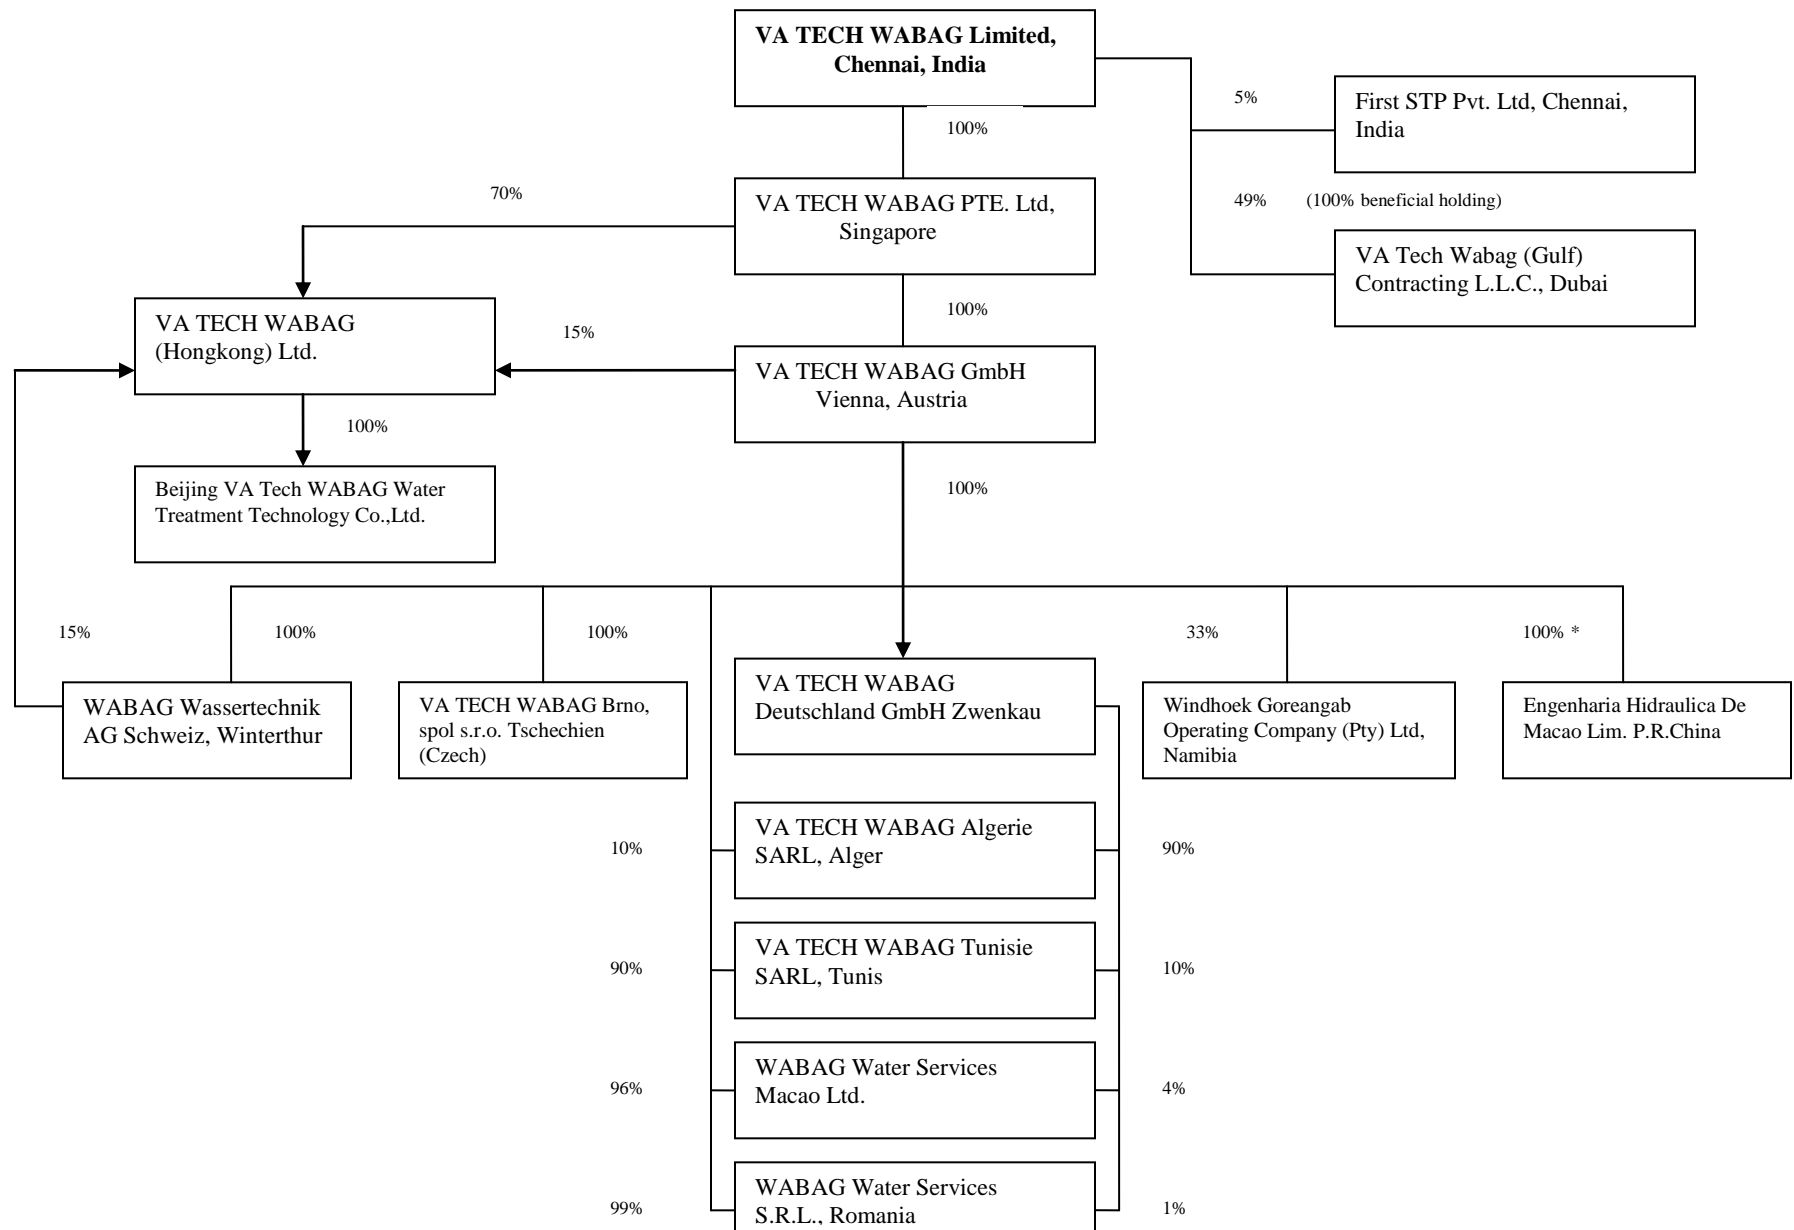 VA TECH WABAG Limited,
Chennai, India
5%
First STP Pvt. Ltd, Chennai,
India
100%
70%
VA TECH WABAG PTE. Ltd,
Singapore
49% (100% beneficial holding)
VA Tech Wabag (Gulf)
Contracting L.L.C., Dubai
VA TECH WABAG
(Hongkong) Ltd.
15%
100%
VA TECH WABAG GmbH
Vienna, Austria
100%
Beijing VA Tech WABAG Water
Treatment Technology Co.,Ltd.
100%
15%
100%
100%
33%
100% *
WABAG Wassertechnik
AG Schweiz, Winterthur
VA TECH WABAG Brno,
spol s.r.o. Tschechien
(Czech)
VA TECH WABAG
Deutschland GmbH Zwenkau
Windhoek Goreangab
Operating Company (Pty) Ltd,
Namibia
Engenharia Hidraulica De
Macao Lim. P.R.China
10%
VA TECH WABAG Algerie
SARL, Alger
90%
90%
VA TECH WABAG Tunisie
SARL, Tunis
10%
96%
WABAG Water Services
Macao Ltd.
4%
99%
WABAG Water Services
S.R.L., Romania
1%